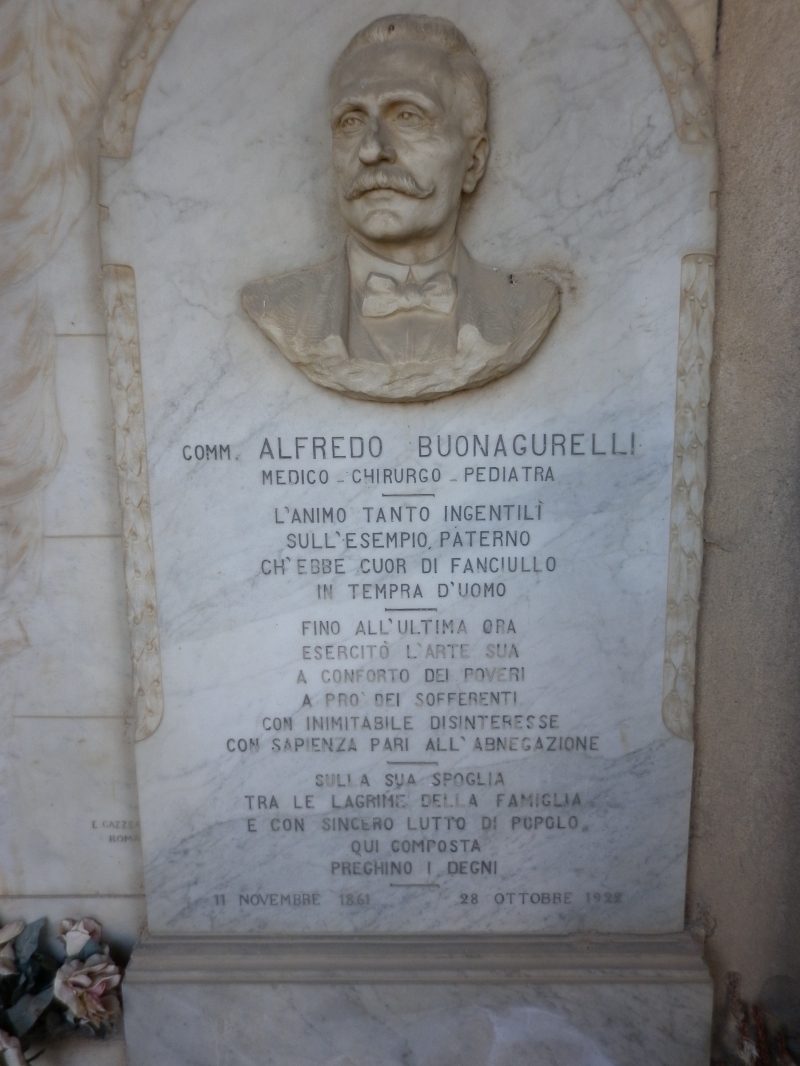 COMM. ALFREDO BUONAGURELLI
MEDICO - CHIRURGO - PEDIATRA
L'ANIMO TANTO INGENTILÌ
SULL'ESEMPIO PATERNO
CH'EBBE CUOR DI FANCIULLO
IN TEMPRA D'UOMO
FINO ALL'ULTIMA ORA
ESERCITÒ L'ARTE SUA
A CONFORTO DEI POVERI
A PRO' DEI SOFFERENTI
CON INIMITABILE DISINTERESSE
CON SAPIENZA PARI ALL'ABNEGAZIONE
SULLA SUA SPOGLIA
TRA LE LAGRIME DELLA FAMIGLIA
E CON SINCERO LUTTO DI POPOLO
QUI COMPOSTA
PREGHINO I DEGNI
11 NOVEMBRE 1861 28 OTTOBRE 1928
ROMA